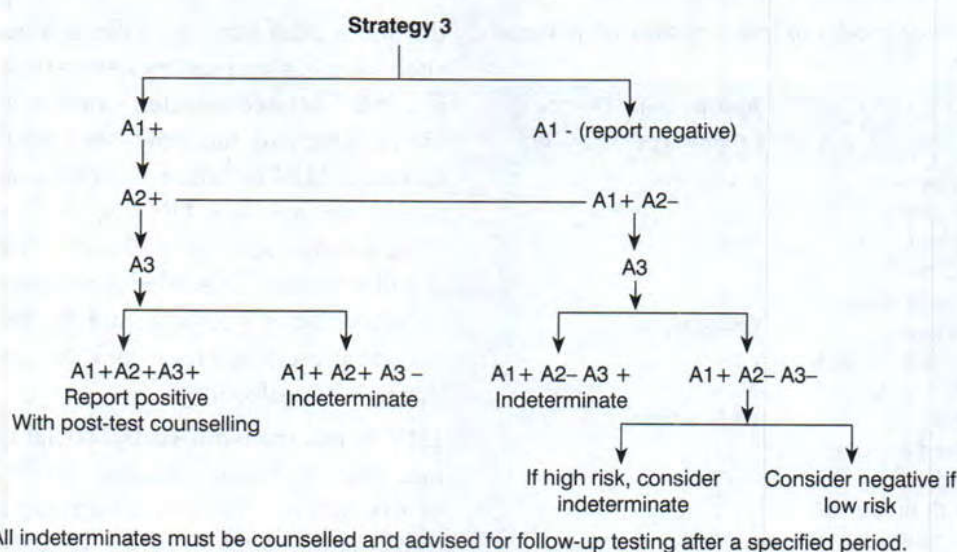 Strategy 3
A1+
A1 - (report negative)
A2+
A1+ A2–
A3
A3
A1+A2+A3+
Report positive
With post-test counselling
A1+ A2+ A3 –
Indeterminate
A1+ A2– A3 +
Indeterminate
A1+ A2– A3–
If high risk, consider
indeterminate
Consider negative if
low risk
All indeterminates must be counselled and advised for follow-up testing after a specified period.